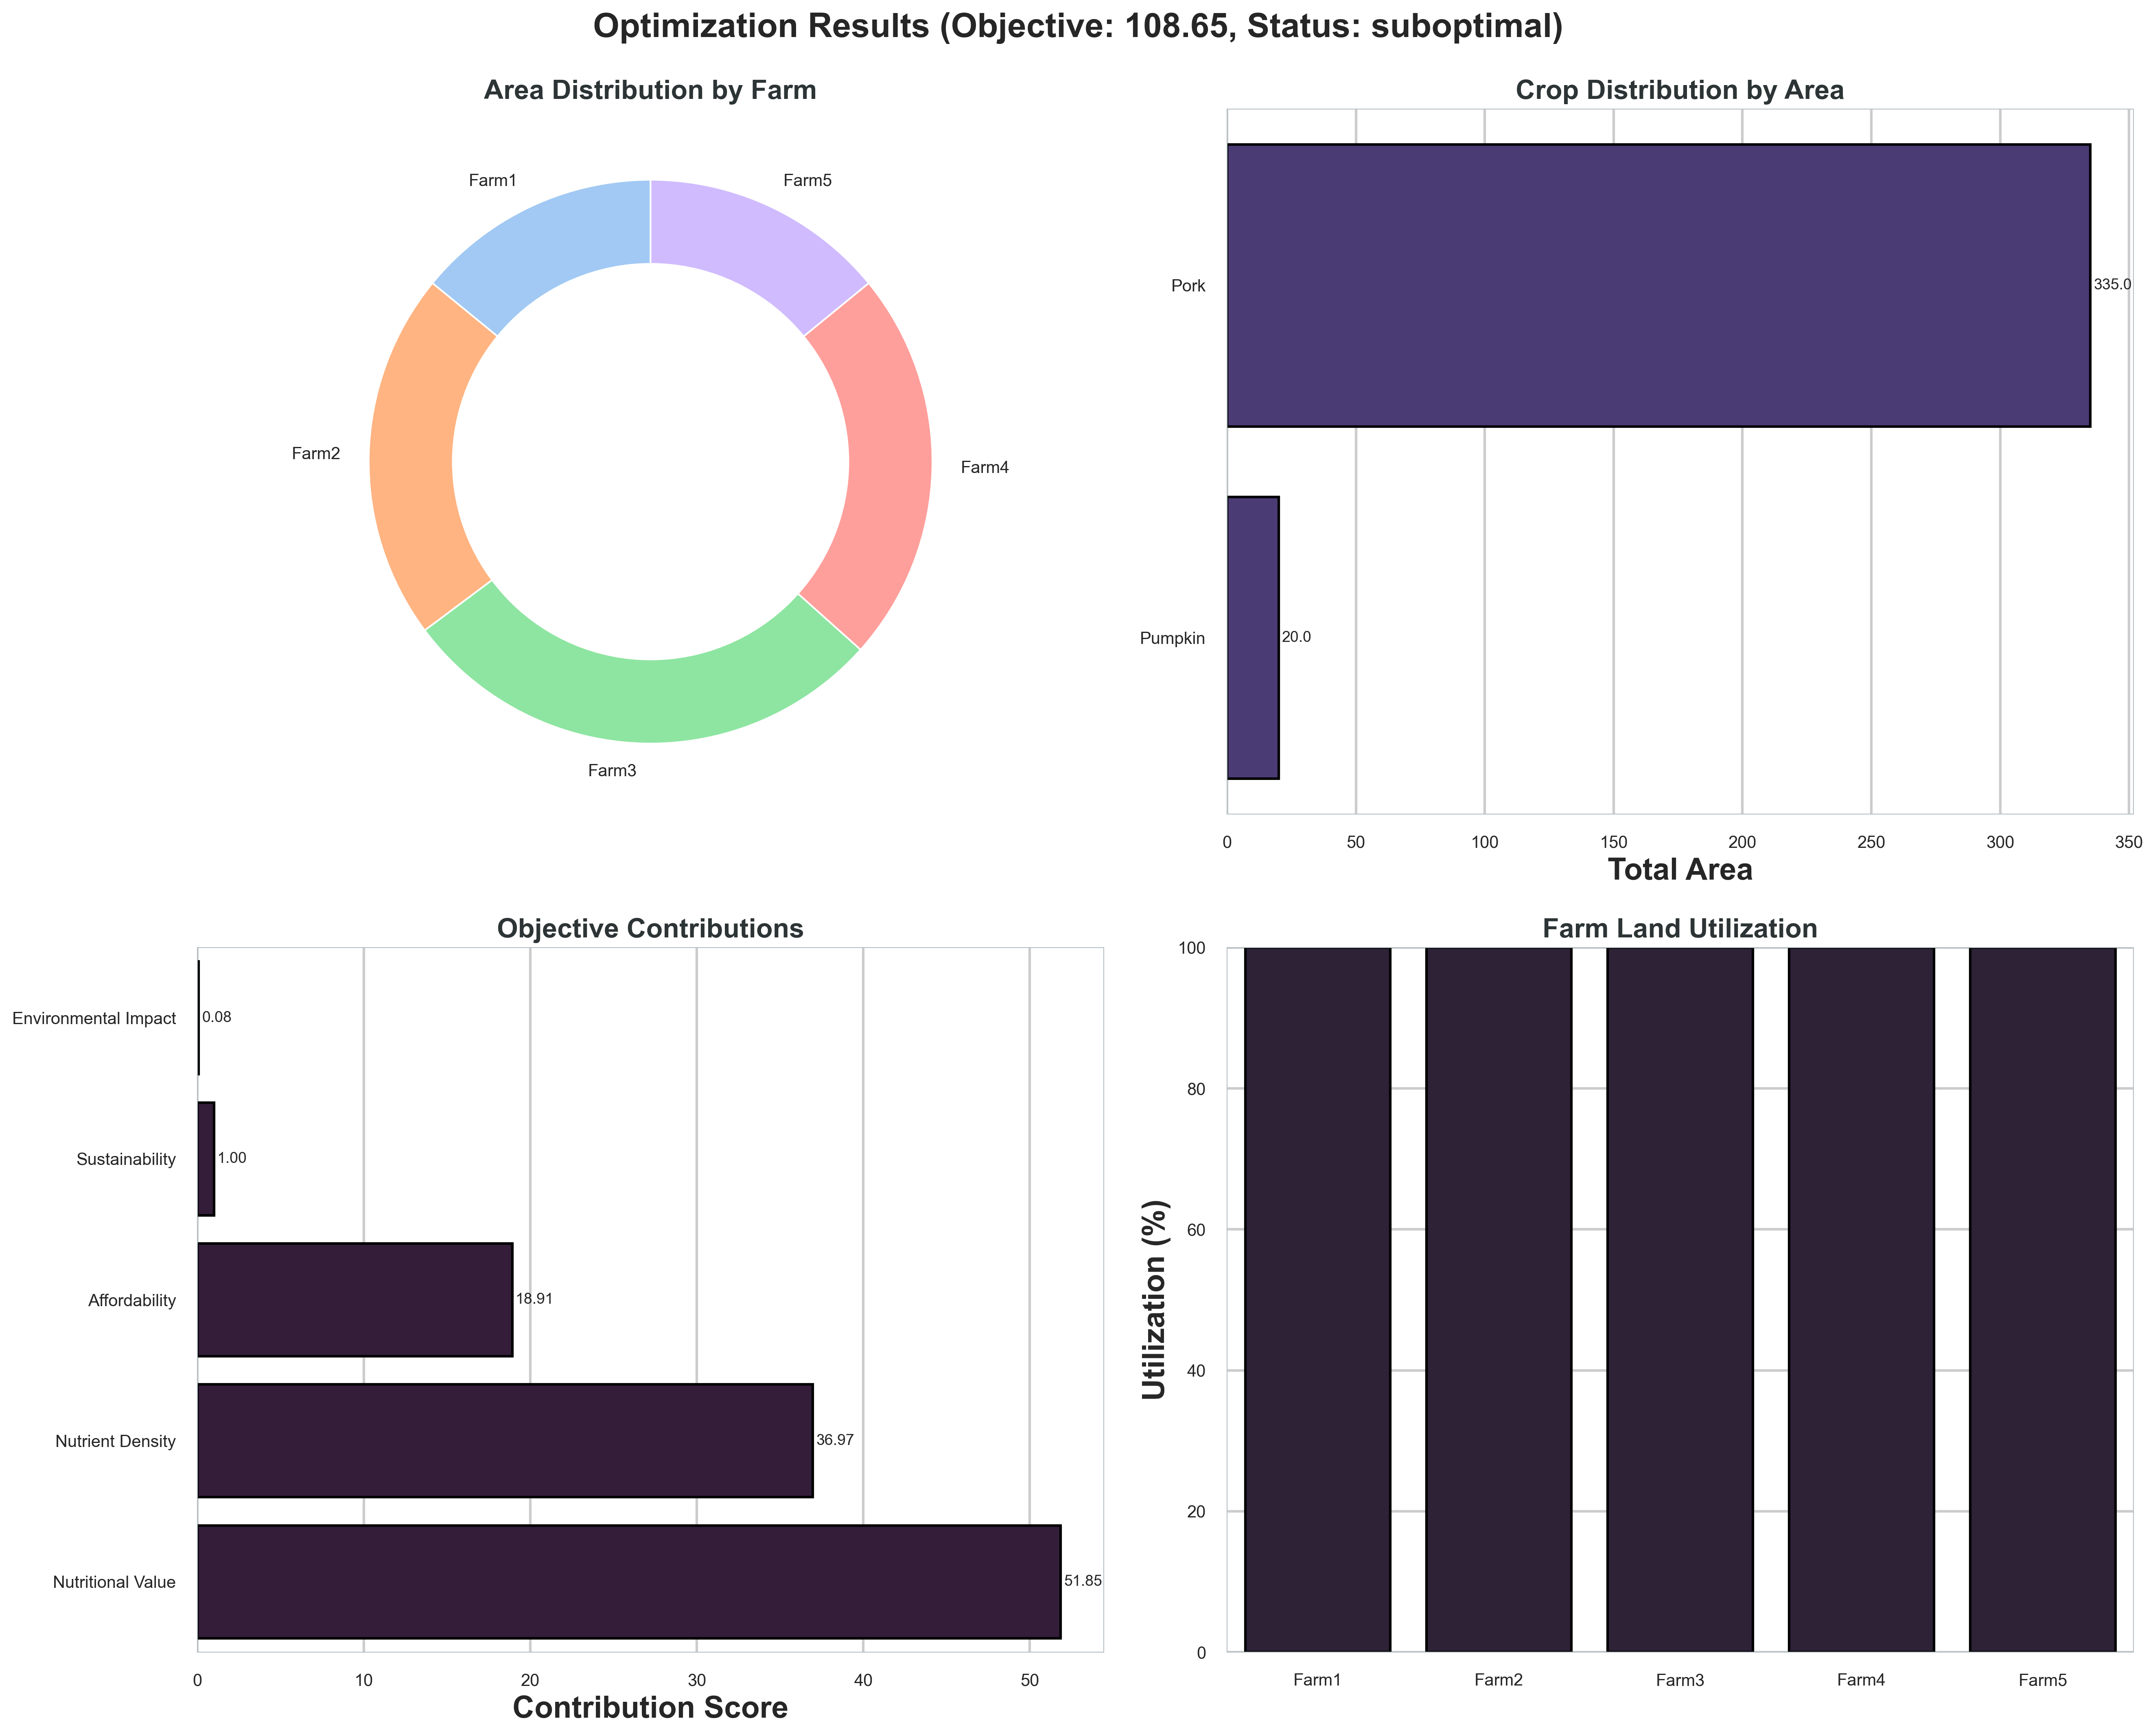 Optimization Results (Objective: 108.65, Status: suboptimal)
Area Distribution by Farm
Farm1
Farm5
Farm2
Farm4
Farm3
Crop Distribution by Area
Pork
335.0
Pumpkin
20.0
0 50 100 150 200 250 300 350
Total Area
Objective Contributions
Environmental Impact
0.08
Sustainability
1.00
Affordability
18.91
Nutrient Density
36.97
Nutritional Value
51.85
0 10 20 30 40 50
Contribution Score
Farm Land Utilization
100
80
60
40
20
0
Utilization (%)
Farm1 Farm2 Farm3 Farm4 Farm5